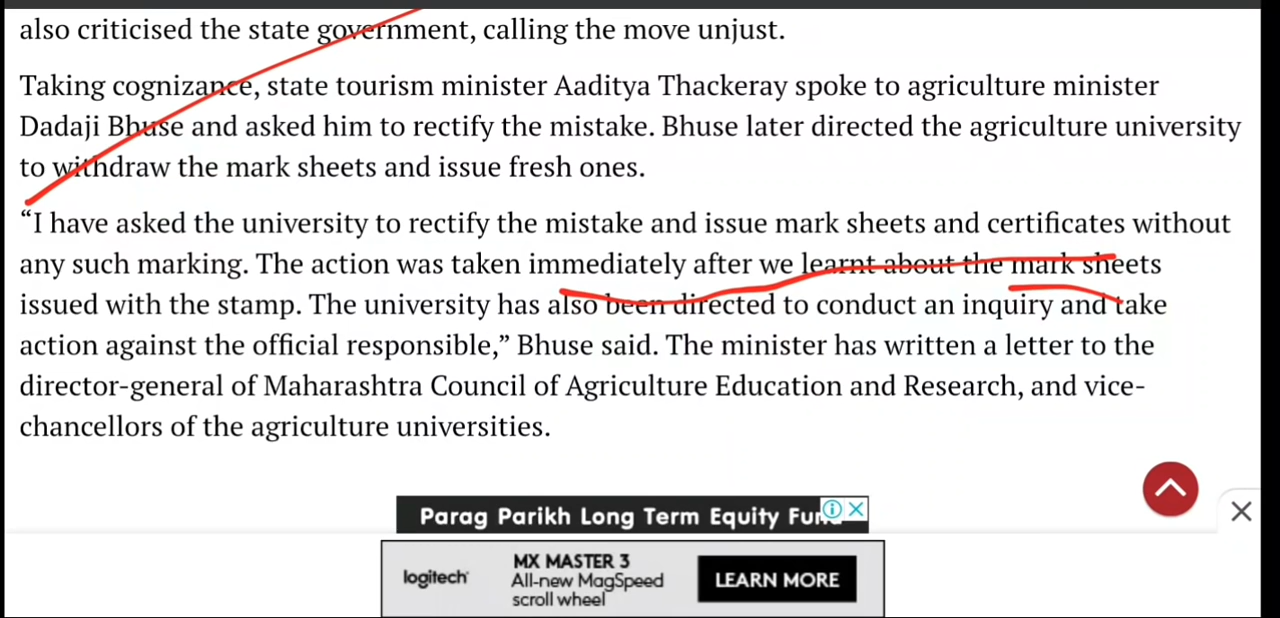 also criticised the state government, calling the move unjust.
Taking cognizance, state tourism minister Aaditya Thackeray spoke to agriculture minister
Dadaji Bhuse and asked him to rectify the mistake. Bhuse later directed the agriculture university
to withdraw the mark sheets and issue fresh ones.
“I have asked the university to rectify the mistake and issue mark sheets and certificates without
any such marking. The action was taken immediately after we learnt about the mark sheets
issued with the stamp. The university has also been directed to conduct an inquiry and take
action against the official responsible,” Bhuse said. The minister has written a letter to the
director-general of Maharashtra Council of Agriculture Education and Research, and vice-
chancellors of the agriculture universities.
Parag Parikh Long Term Equity
logitech
MX MASTER 3
All-new MagSpeed
scroll wheel
LEARN MORE